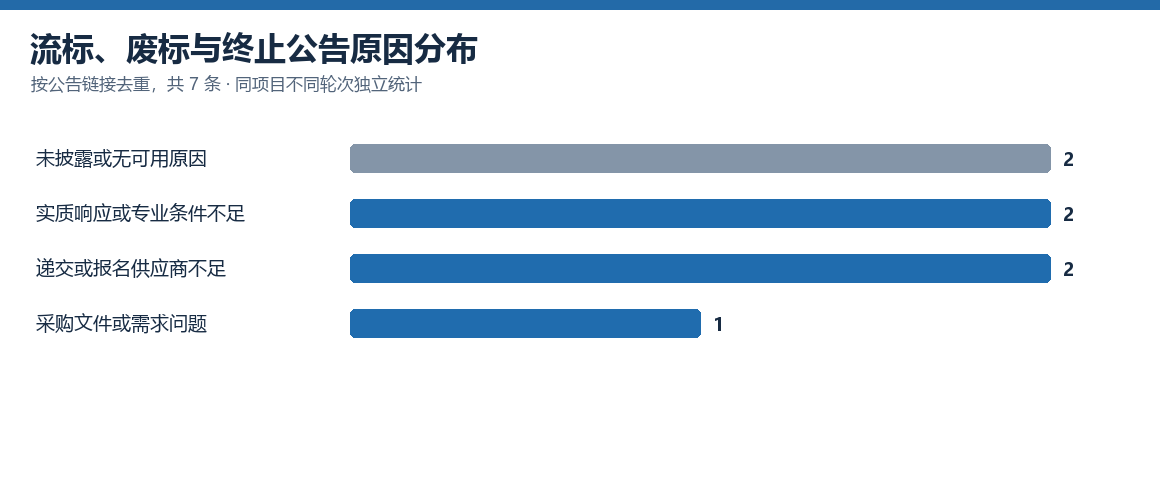 流标、废标与终止公告原因分布
按公告链接去重，共 7 条 · 同项目不同轮次独立统计
未披露或无可用原因 2
实质响应或专业条件不足 2
递交或报名供应商不足 2
采购文件或需求问题 1